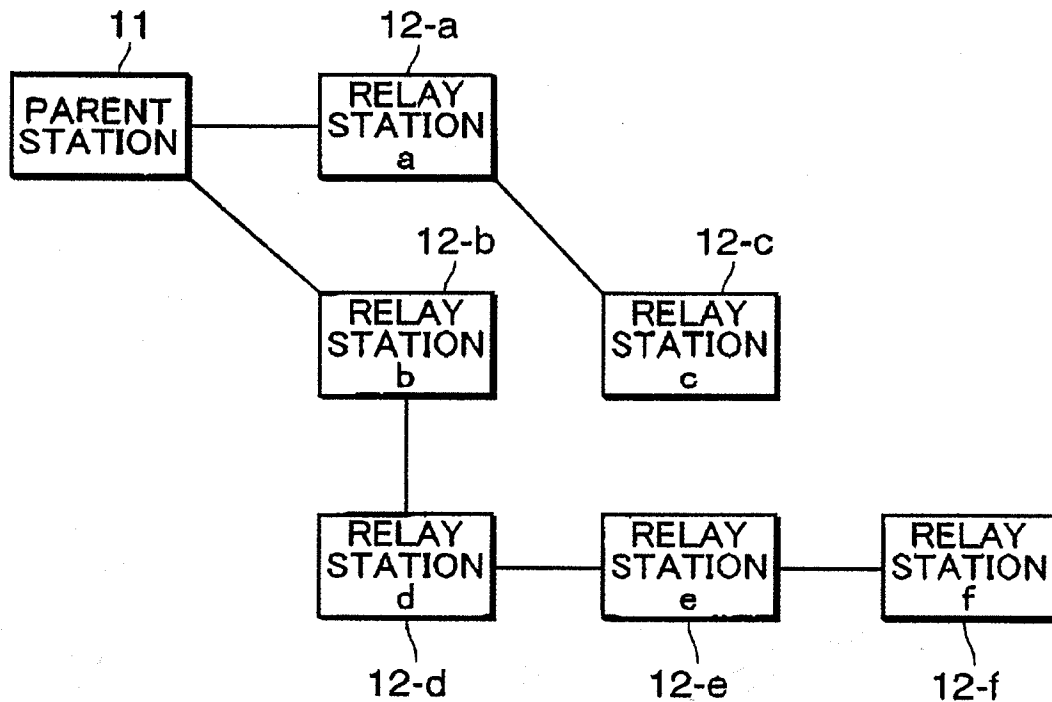 11
12-a
PARENT
STATION
RELAY
STATION
a
12-b
12-c
RELAY
STATION
b
RELAY
STATION
c
RELAY
STATION
d
RELAY
STATION
e
RELAY
STATION
f
12-d
12-e
12-f